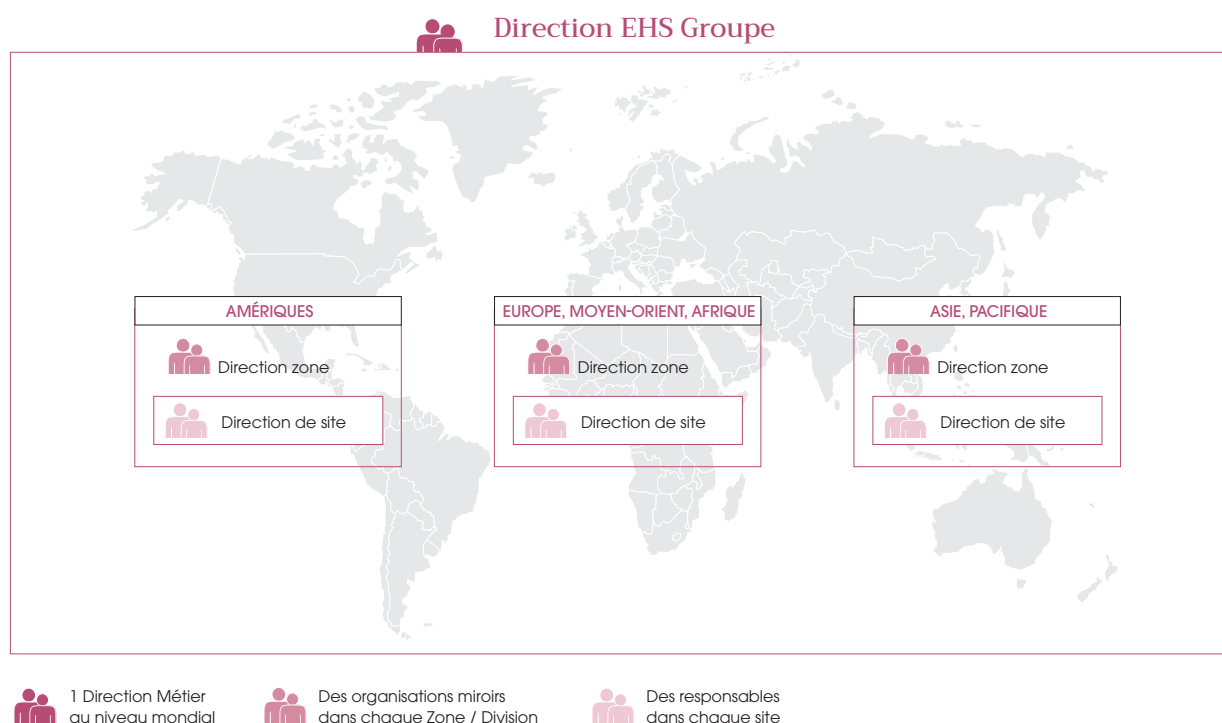 Direction EHS Groupe
AMÉRIQUES
Direction zone
Direction de site
EUROPE, MOYEN-ORIENT, AFRIQUE
Direction zone
Direction de site
ASIE, PACIFIQUE
Direction zone
Direction de site
1 Direction Métier
au niveau mondial
Des organisations miroirs
dans chaque Zone / Division
Des responsables
dans chaque site